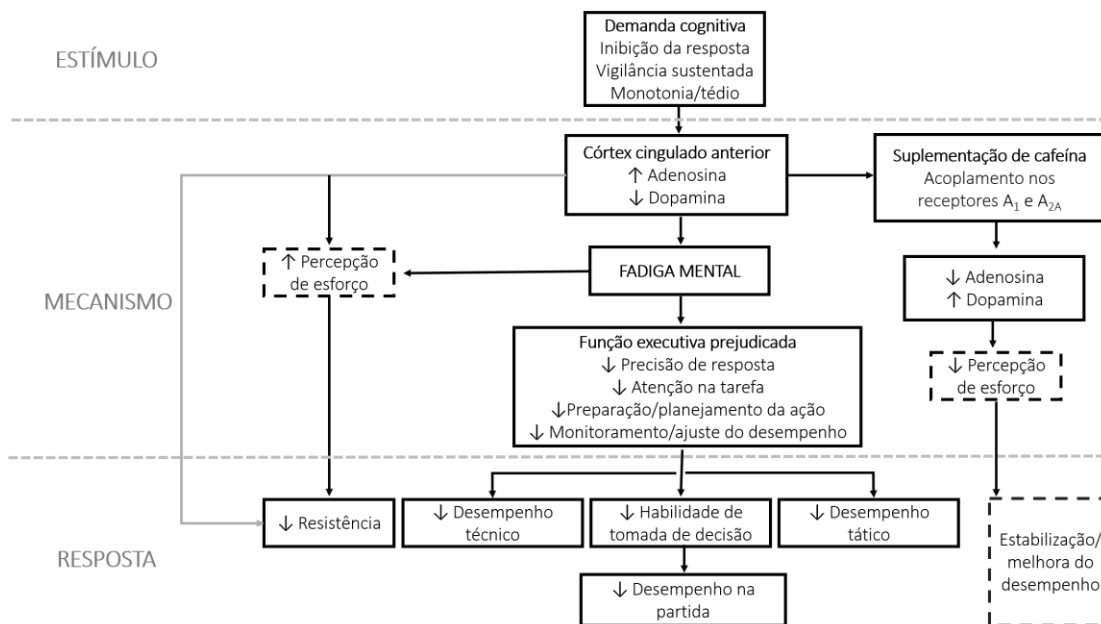 ESTÍMULO
Demanda cognitiva
Inibição da resposta
Vigilância sustentada
Monotonia/tédio
MECANISMO
Córtex cingulado anterior
↑ Adenosina
↓ Dopamina
Suplementação de cafeína
Acoplamento nos
receptores A₁ e A₂A
↑ Percepção
de esforço
FADIGA MENTAL
↓ Adenosina
↑ Dopamina
Função executiva prejudicada
↓ Precisão de resposta
↓ Atenção na tarefa
↓Preparação/planejamento da ação
↓ Monitoramento/ajuste do desempenho
↓ Percepção
de esforço
RESPOSTA
↓ Resistência
↓ Desempenho
técnico
↓ Habilidade de
tomada de decisão
↓ Desempenho
tático
Estabilização/
melhora do
desempenho
↓ Desempenho na
partida